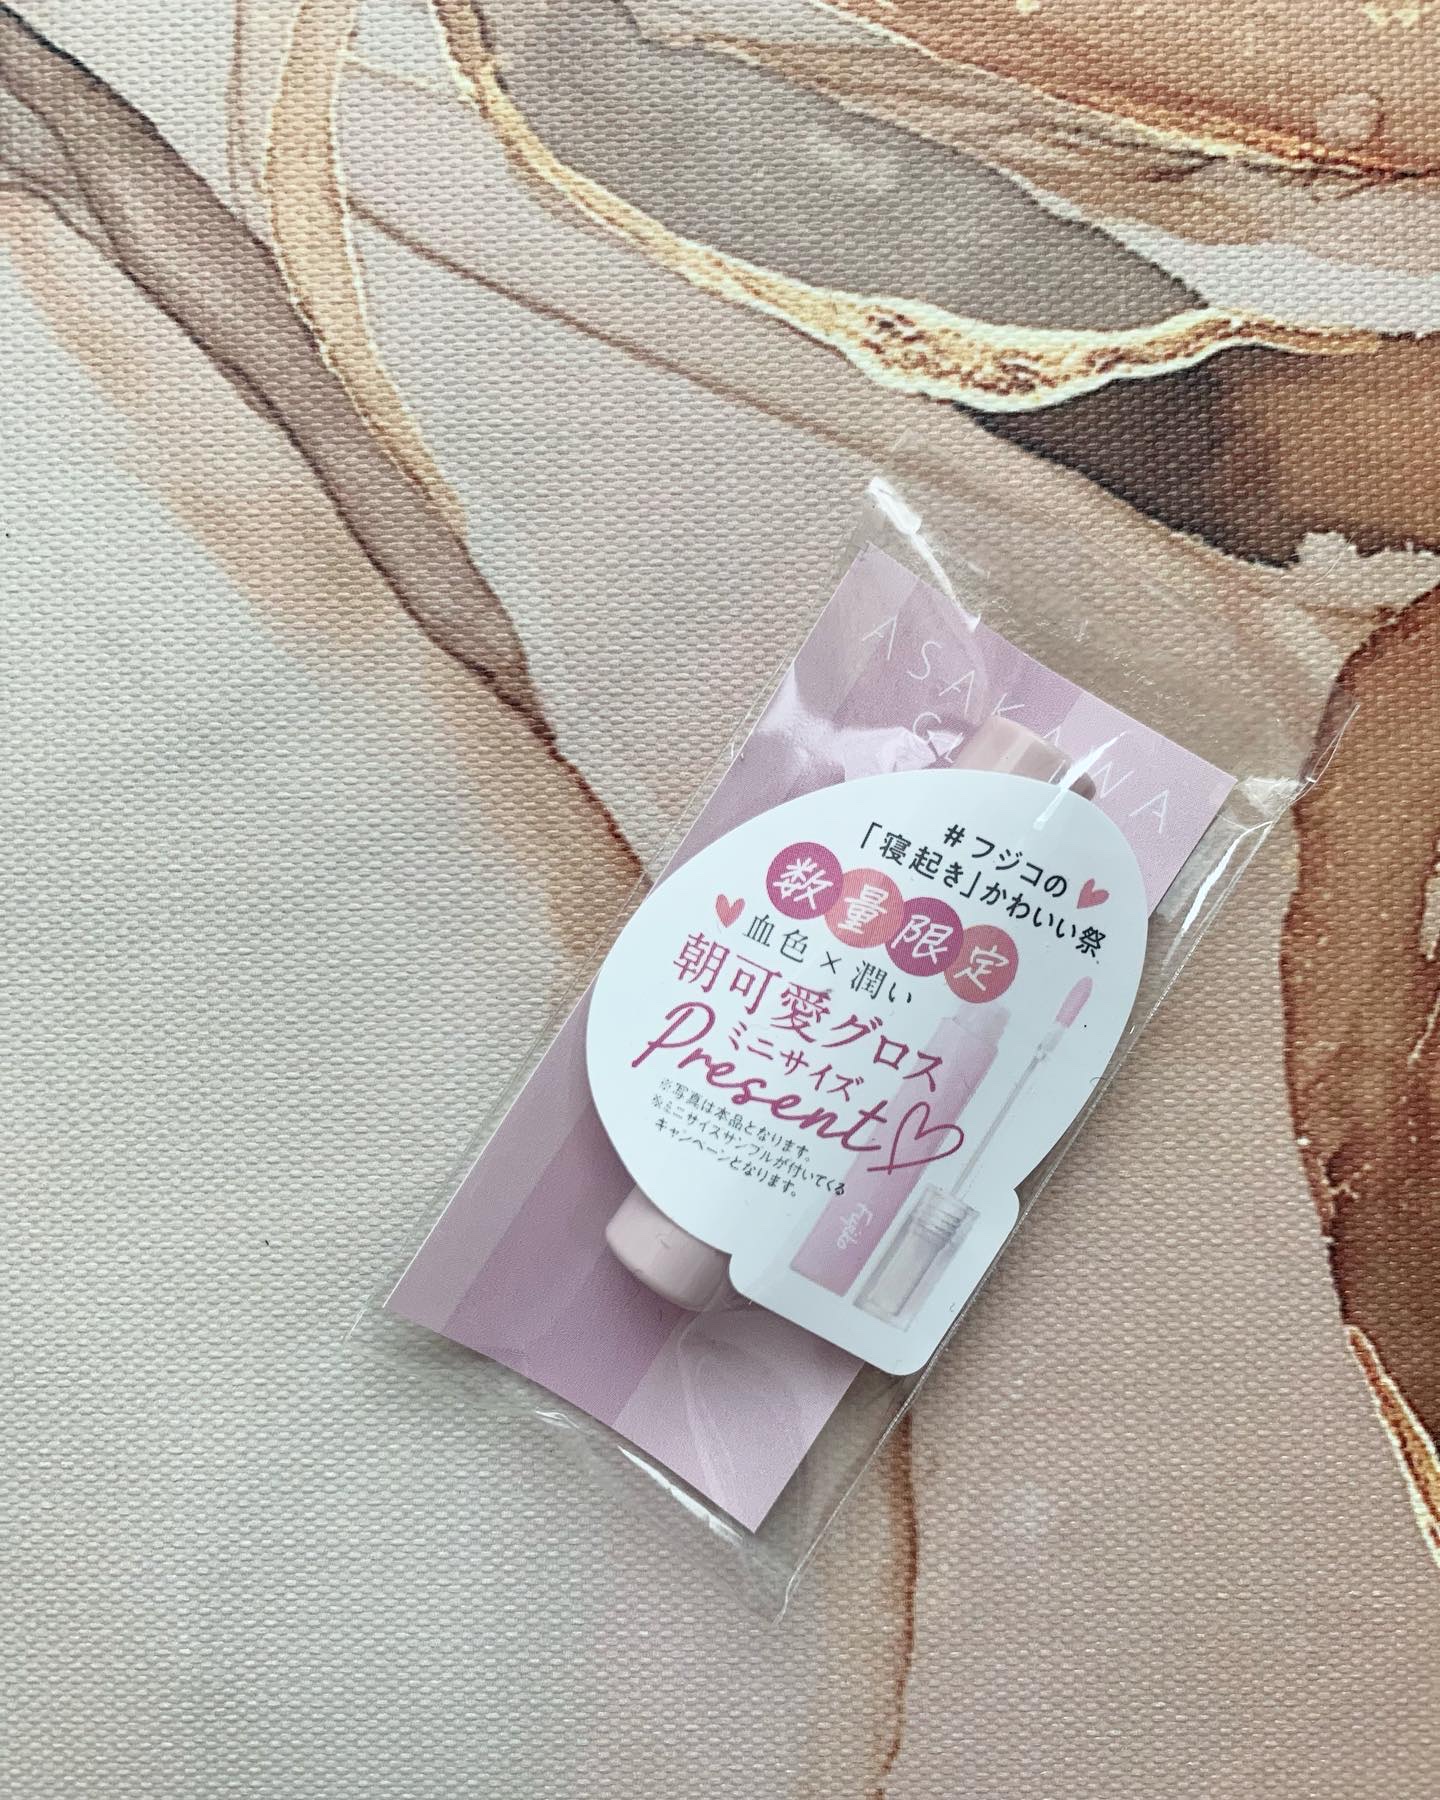 ASAKAWA
GL
#フジコの
「寝起き」かわいい祭
数量限定
血色×潤い
朝可愛グロス
ミニサイズ
Present
※写真は本品となります。
※ミニサイズサンプルが付いてくる
キャンペーンとなります。
Fujiko